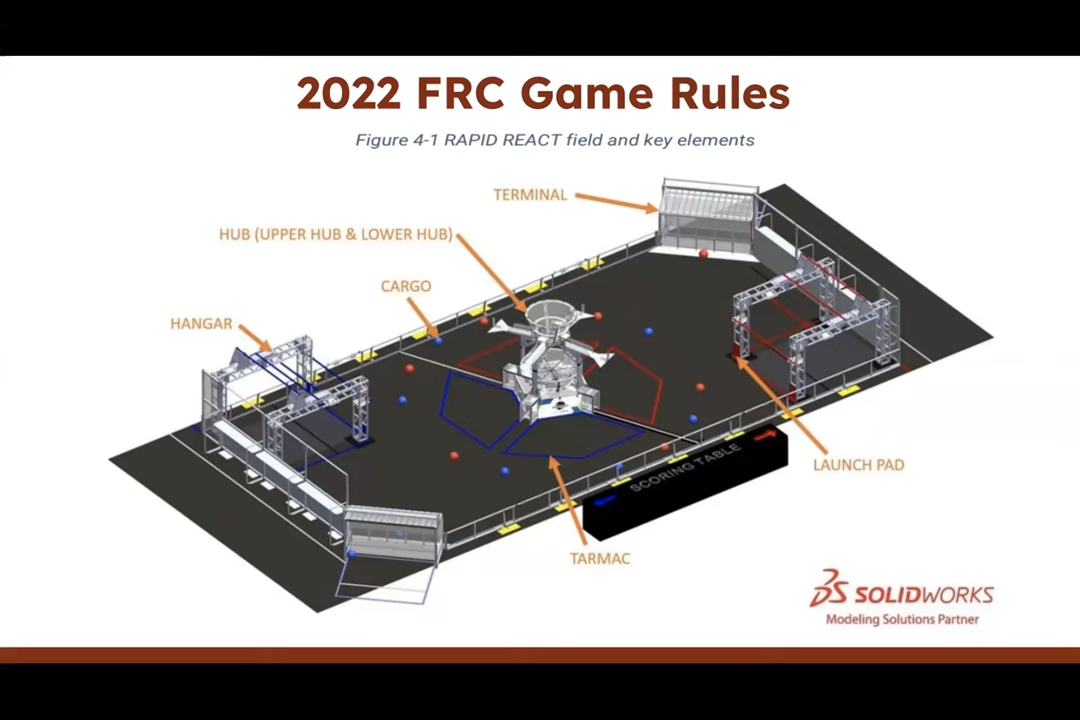 2022 FRC Game Rules
Figure 4-1 RAPID REACT field and key elements
TERMINAL
HUB (UPPER HUB & LOWER HUB)
CARGO
HANGAR
LAUNCH PAD
SCORING TABLE
TARMAC
SOLIDWORKS
Modeling Solutions Partner